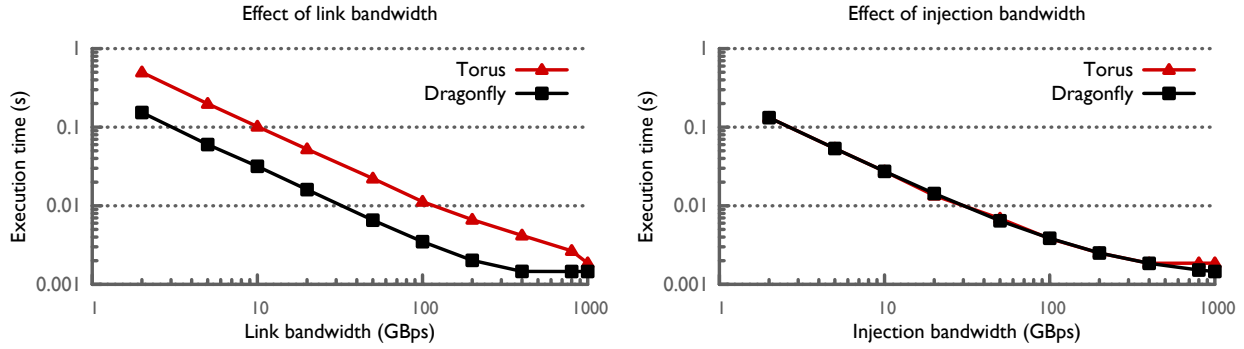 Effect of link bandwidth
Execution time (s)
1
0.1
0.01
0.001
Torus
Dragonfly
1
10
100
1000
Link bandwidth (GBps)
Effect of injection bandwidth
Execution time (s)
1
0.1
0.01
0.001
Torus
Dragonfly
1
10
100
1000
Injection bandwidth (GBps)